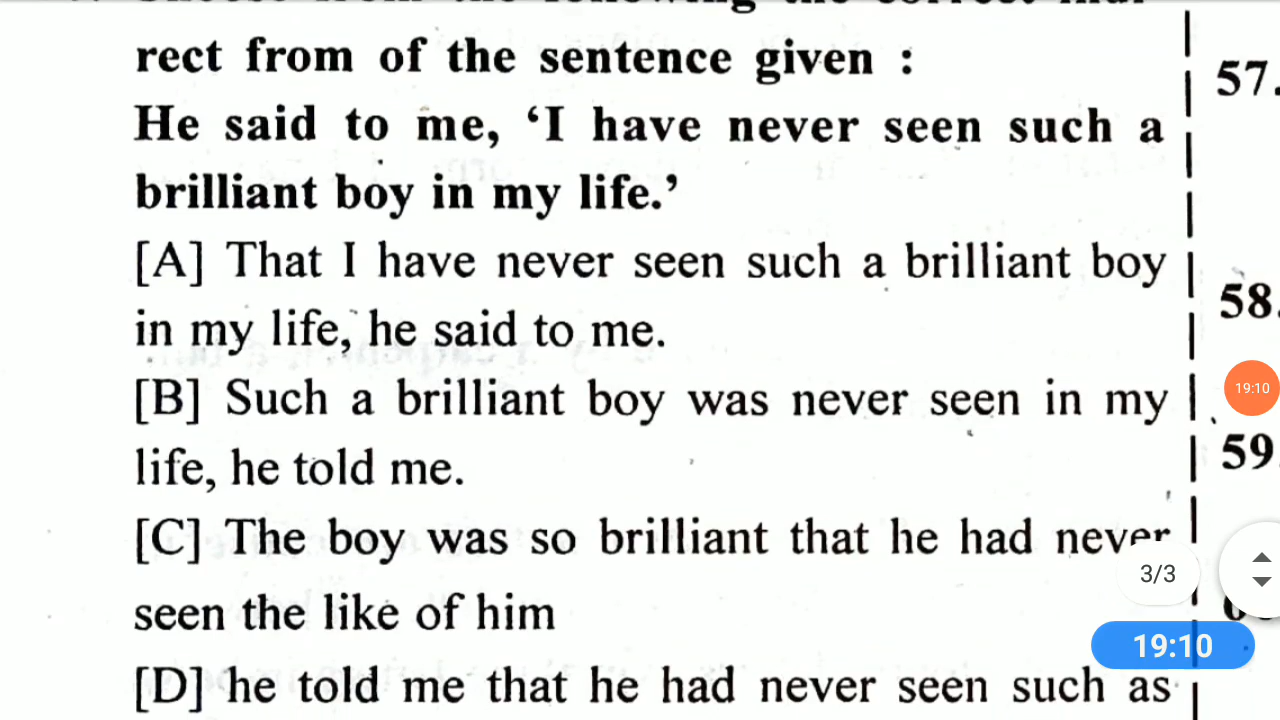 rect from of the sentence given :
He said to me, ‘I have never seen such a
brilliant boy in my life.’
[A] That I have never seen such a brilliant boy
in my life, he said to me.
[B] Such a brilliant boy was never seen in my
life, he told me.
[C] The boy was so brilliant that he had never
seen the like of him
[D] he told me that he had never seen such as
57.
58.
19:10
59
3/3
19:10